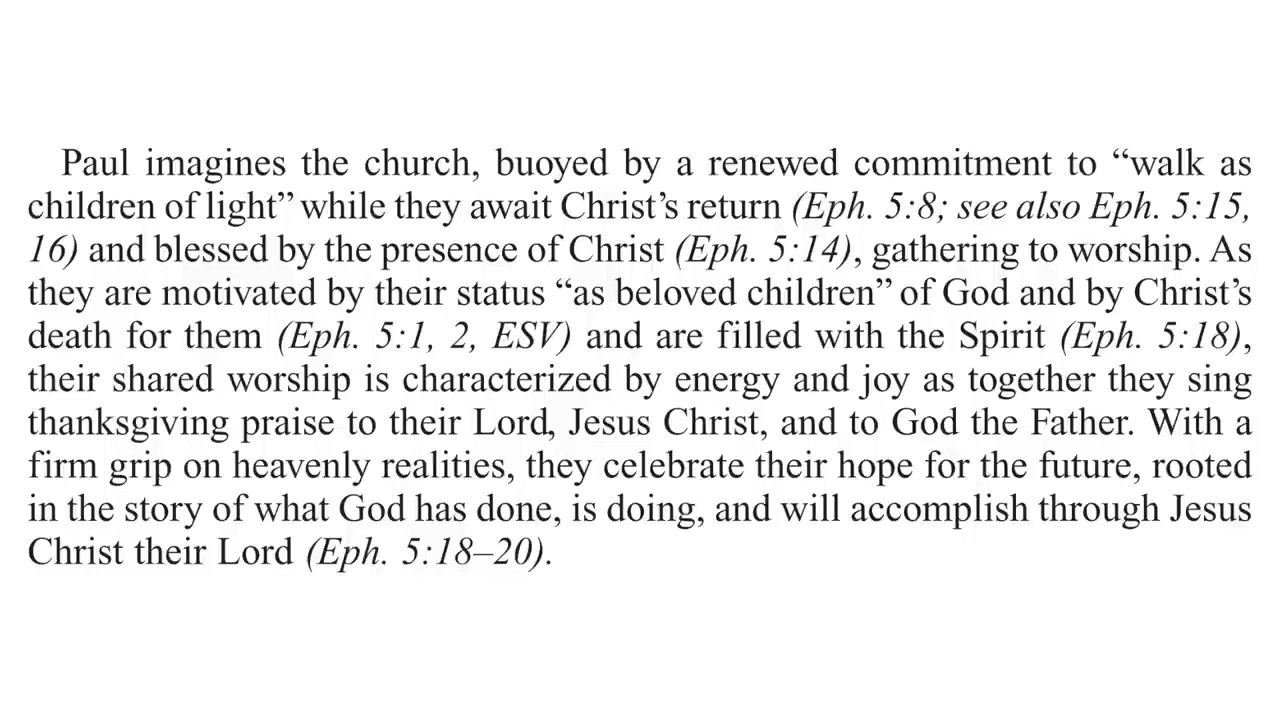 Paul imagines the church, buoyed by a renewed commitment to “walk as
children of light” while they await Christ’s return (Eph. 5:8; see also Eph. 5:15,
16) and blessed by the presence of Christ (Eph. 5:14), gathering to worship. As
they are motivated by their status “as beloved children” of God and by Christ’s
death for them (Eph. 5:1, 2, ESV) and are filled with the Spirit (Eph. 5:18),
their shared worship is characterized by energy and joy as together they sing
thanksgiving praise to their Lord, Jesus Christ, and to God the Father. With a
firm grip on heavenly realities, they celebrate their hope for the future, rooted
in the story of what God has done, is doing, and will accomplish through Jesus
Christ their Lord (Eph. 5:18–20).